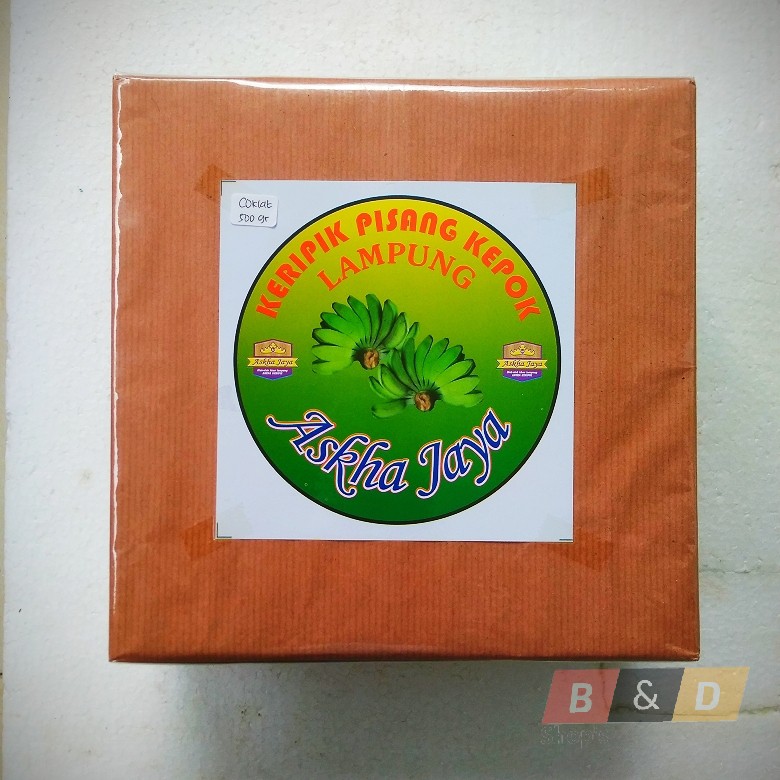 COKlat
500 gr
KERIPIK PISANG KEPOK
LAMPUNG
Askha Jaya
Askha Jaya
Askha Jaya
B & D